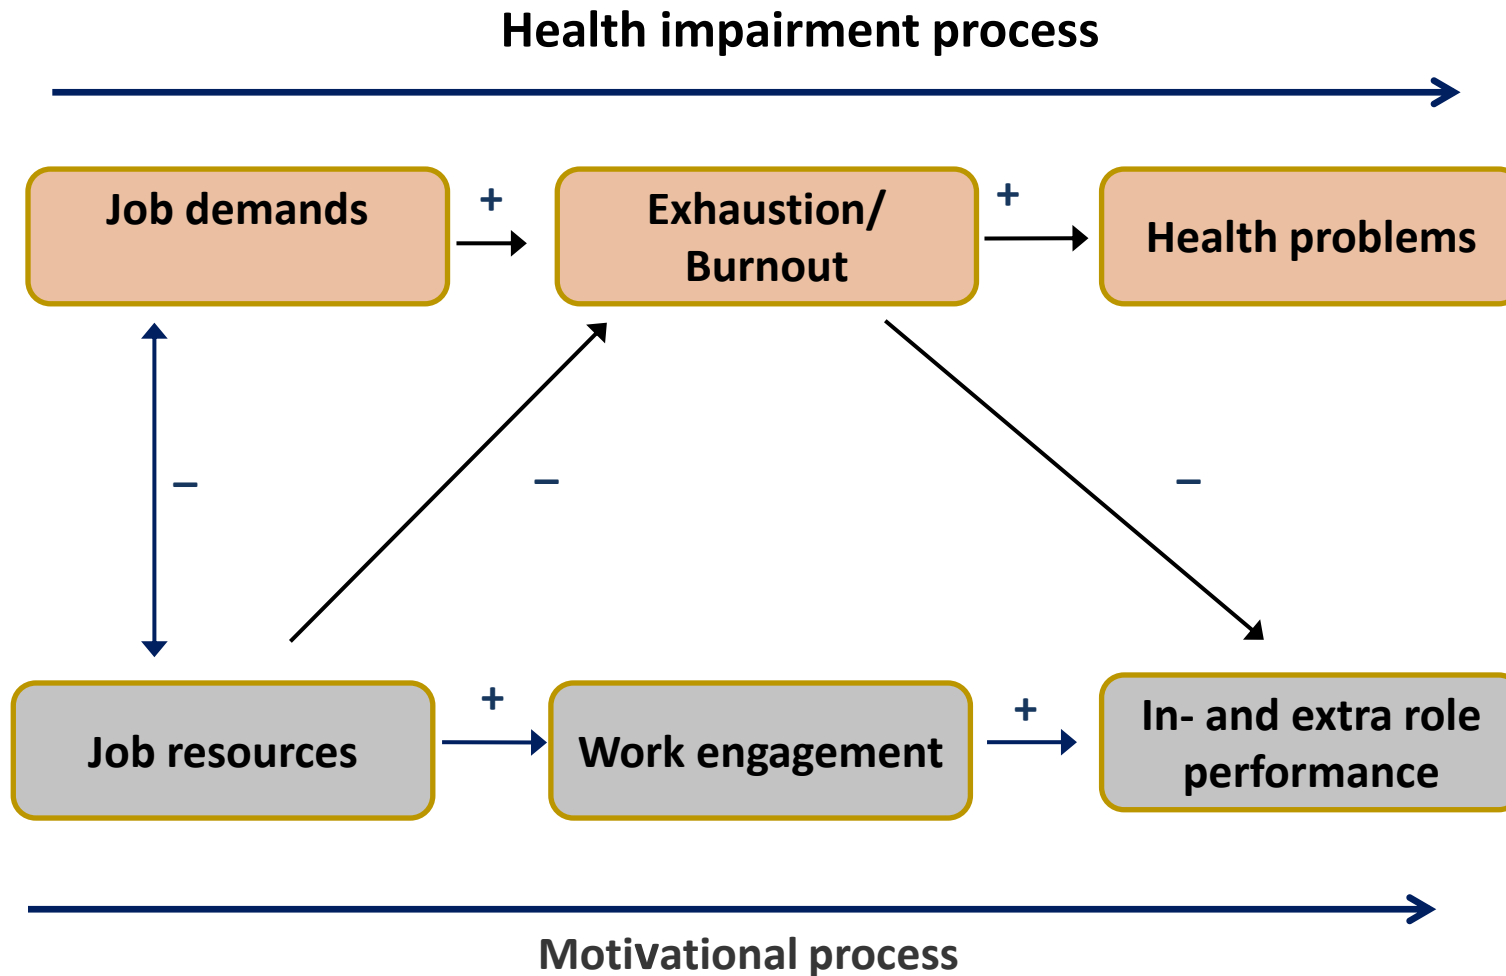 Health impairment process
Job demands
+
Exhaustion/
Burnout
+
Health problems
–
–
–
Job resources
+
Work engagement
+
In- and extra role
performance
Motivational process